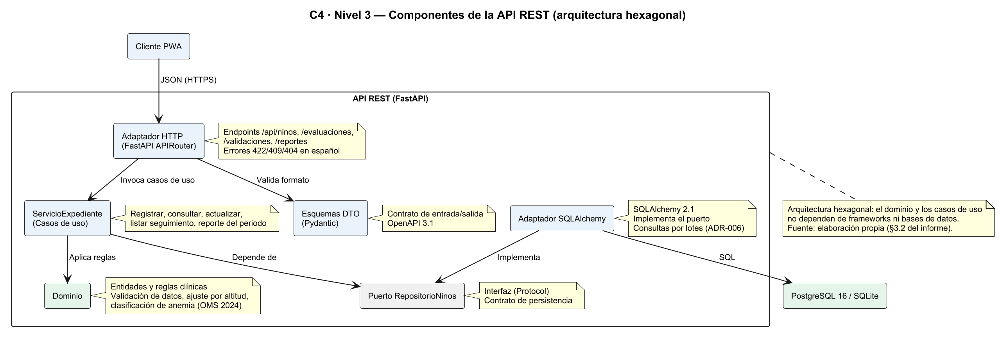 C4 · Nivel 3 — Componentes de la API REST (arquitectura hexagonal)
Cliente PWA
JSON (HTTPS)
API REST (FastAPI)
Adaptador HTTP
(FastAPI APIRouter)
Endpoints /api/ninos, /evaluaciones,
/validaciones, /reportes
Errores 422/409/404 en español
Invoca casos de uso
Valida formato
ServicioExpediente
(Casos de uso)
Registrar, consultar, actualizar,
listar seguimiento, reporte del periodo
Esquemas DTO
(Pydantic)
Contrato de entrada/salida
OpenAPI 3.1
Adaptador SQLAlchemy
SQLAlchemy 2.1
Implementa el puerto
Consultas por lotes (ADR-006)
Arquitectura hexagonal: el dominio y los casos de uso
no dependen de frameworks ni bases de datos.
Fuente: elaboración propia (§3.2 del informe).
Aplica reglas
Depende de
Implementa
SQL
Dominio
Entidades y reglas clínicas
Validación de datos, ajuste por altitud,
clasificación de anemia (OMS 2024)
Puerto RepositorioNinos
Interfaz (Protocol)
Contrato de persistencia
PostgreSQL 16 / SQLite